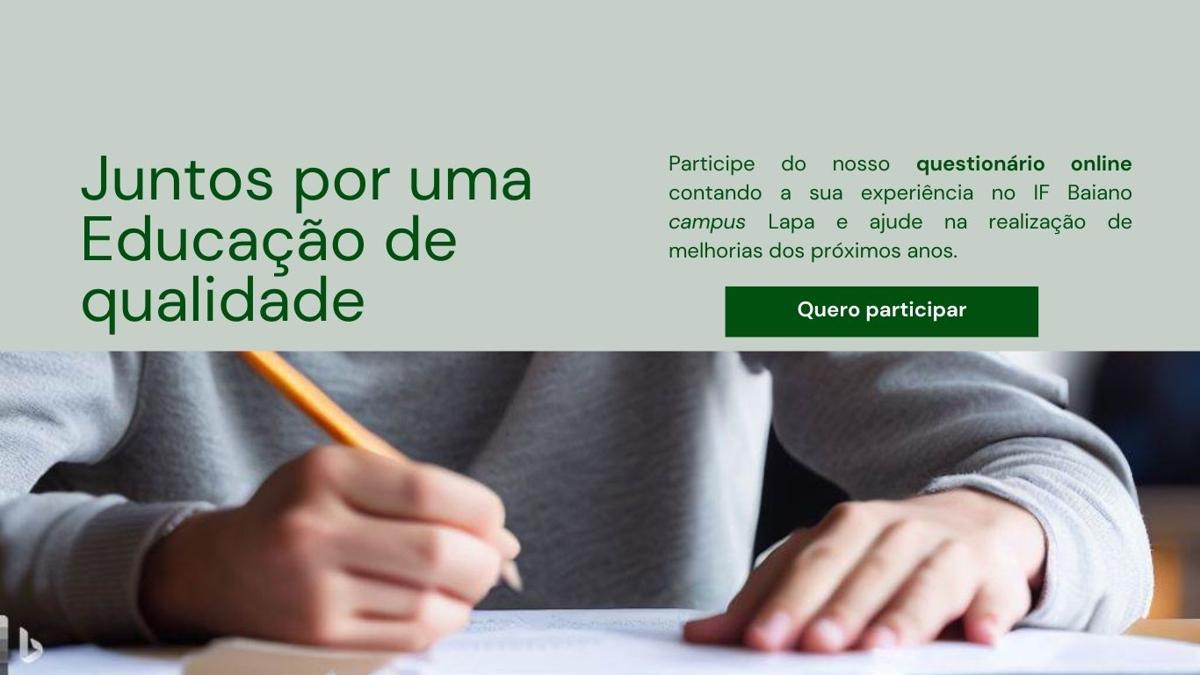 Juntos por uma
Educação de
qualidade
Participe do nosso questionário online
contando a sua experiência no IF Baiano
campus Lapa e ajude na realização de
melhorias dos próximos anos.
Quero participar